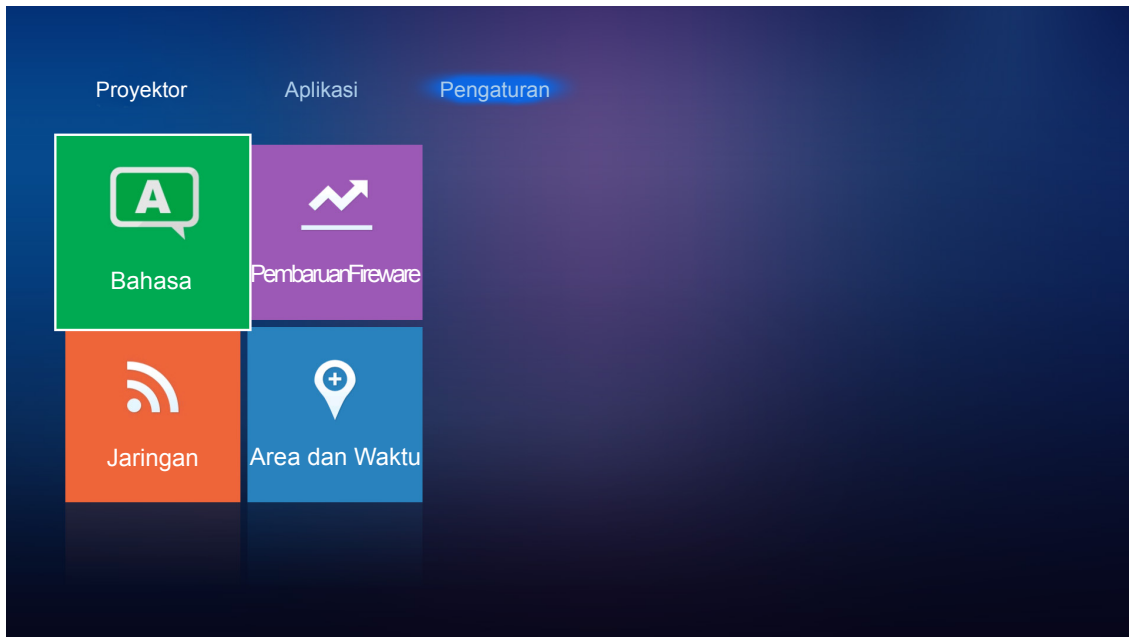 Proyektor Aplikasi Pengaturan
A
Bahasa
PembaruanFireware
Jaringan
Area dan Waktu